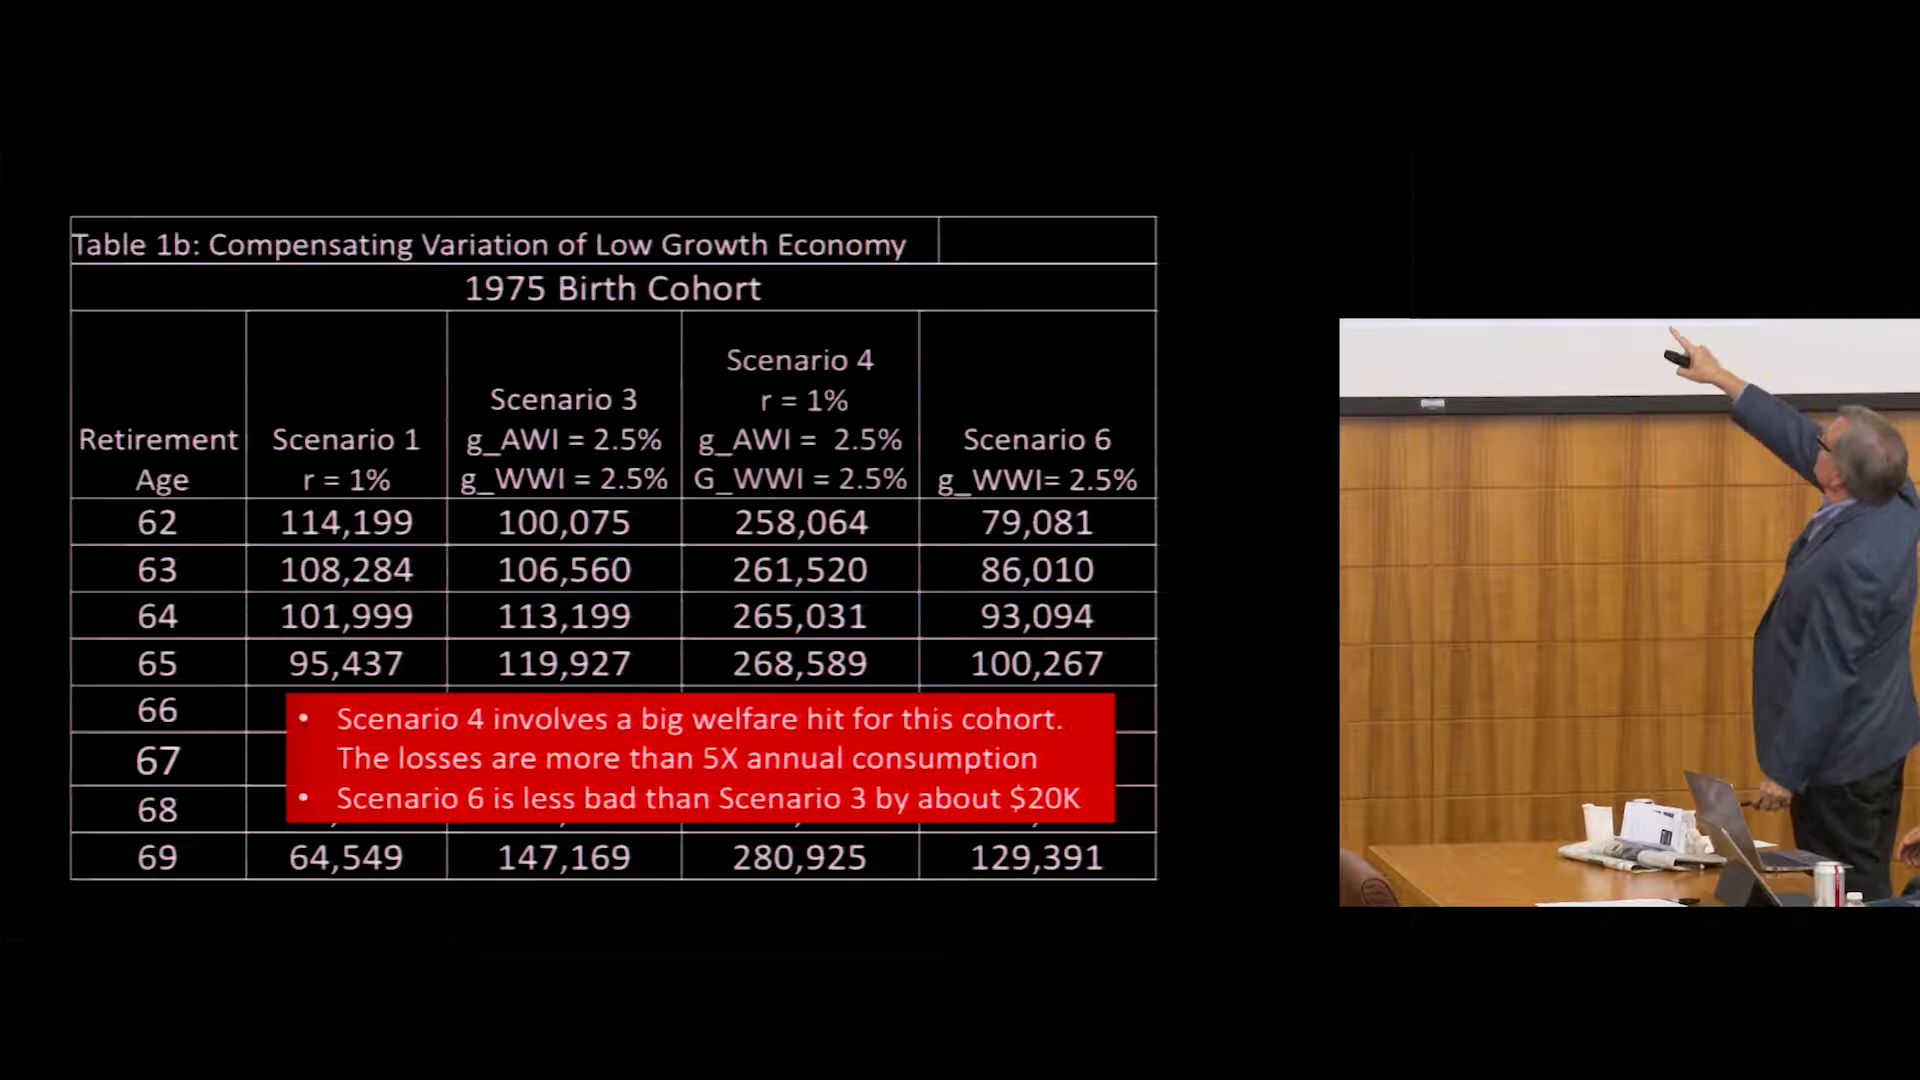 Table 1b: Compensating Variation of Low Growth Economy
1975 Birth Cohort
Retirement Age
Scenario 1
r = 1%
Scenario 3
g_AWI = 2.5%
g_WWI = 2.5%
Scenario 4
r = 1%
g_AWI = 2.5%
G_WWI = 2.5%
Scenario 6
g_WWI= 2.5%
62 114,199 100,075 258,064 79,081
63 108,284 106,560 261,520 86,010
64 101,999 113,199 265,031 93,094
65 95,437 119,927 268,589 100,267
66
67
68
• Scenario 4 involves a big welfare hit for this cohort.
The losses are more than 5X annual consumption
• Scenario 6 is less bad than Scenario 3 by about $20K
69 64,549 147,169 280,925 129,391